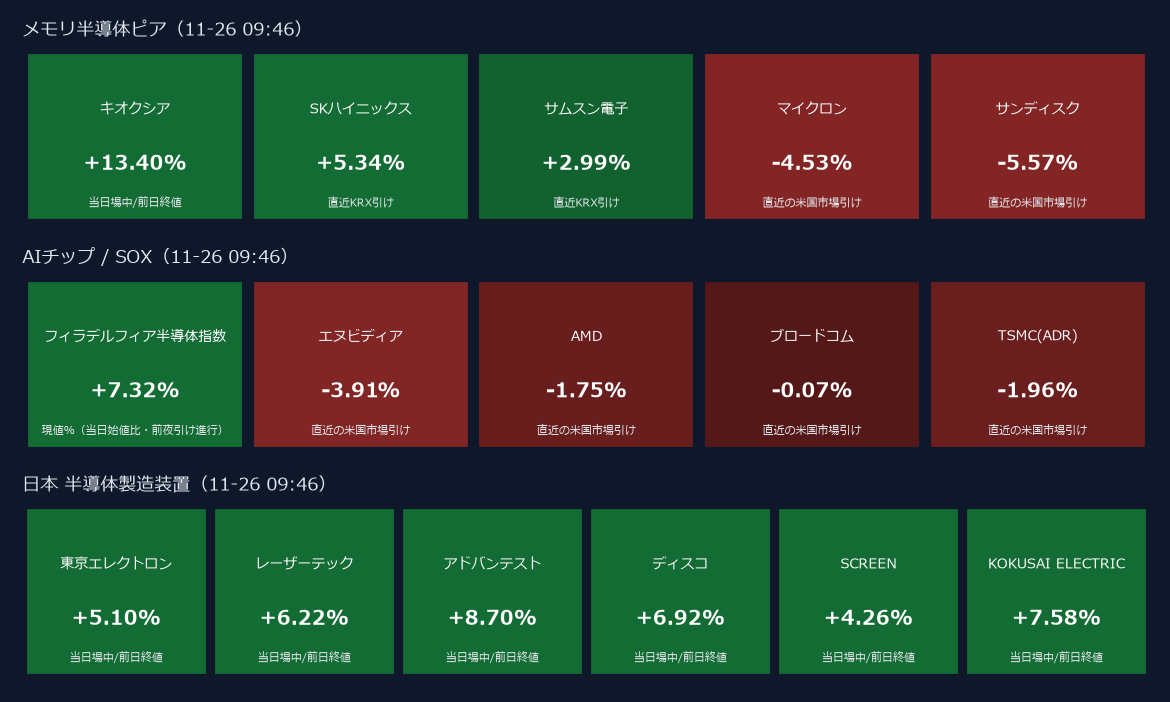 メモリ半導体ピア（11-26 09:46）
キオクシア
+13.40%
当日場中/前日終値
SKハイニックス
+5.34%
直近KRX引け
サムスン電子
+2.99%
直近KRX引け
マイクロン
-4.53%
直近の米国市場引け
サンディスク
-5.57%
直近の米国市場引け
AIチップ / SOX（11-26 09:46）
フィラデルフィア半導体指数
+7.32%
現値%（当日始値比・前夜引け進行）
エヌビディア
-3.91%
直近の米国市場引け
AMD
-1.75%
直近の米国市場引け
ブロードコム
-0.07%
直近の米国市場引け
TSMC(ADR)
-1.96%
直近の米国市場引け
日本 半導体製造装置（11-26 09:46）
東京エレクトロン
+5.10%
当日場中/前日終値
レーザーテック
+6.22%
当日場中/前日終値
アドバンテスト
+8.70%
当日場中/前日終値
ディスコ
+6.92%
当日場中/前日終値
SCREEN
+4.26%
当日場中/前日終値
KOKUSAI ELECTRIC
+7.58%
当日場中/前日終値